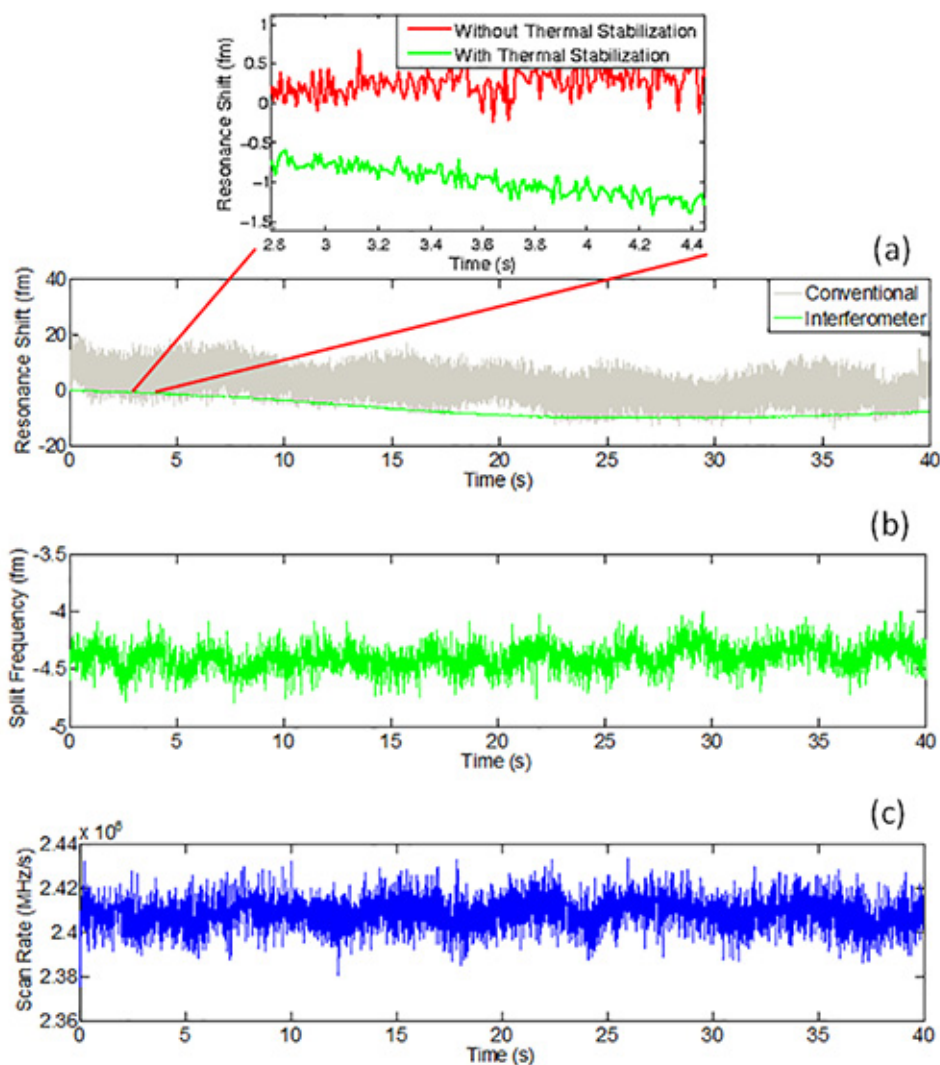 1
0.5
0
−0.5
−1
−1.5
Resonance Shift (fm)
Without Thermal Stabilization
With Thermal Stabilization
2.8 3 3.2 3.4 3.6 3.8 4 4.2 4.4
Time (s)
(a)
40
20
0
-20
Resonance Shift (fm)
Conventional
Interferometer
0 5 10 15 20 25 30 35 40
Time (s)
(b)
-3.5
-4
-4.5
-5
Split Frequency (fm)
0 5 10 15 20 25 30 35 40
Time (s)
(c)
2.44
2.42
2.4
2.38
2.36
Scan Rate (MHz/s)
0 5 10 15 20 25 30 35 40
Time (s)